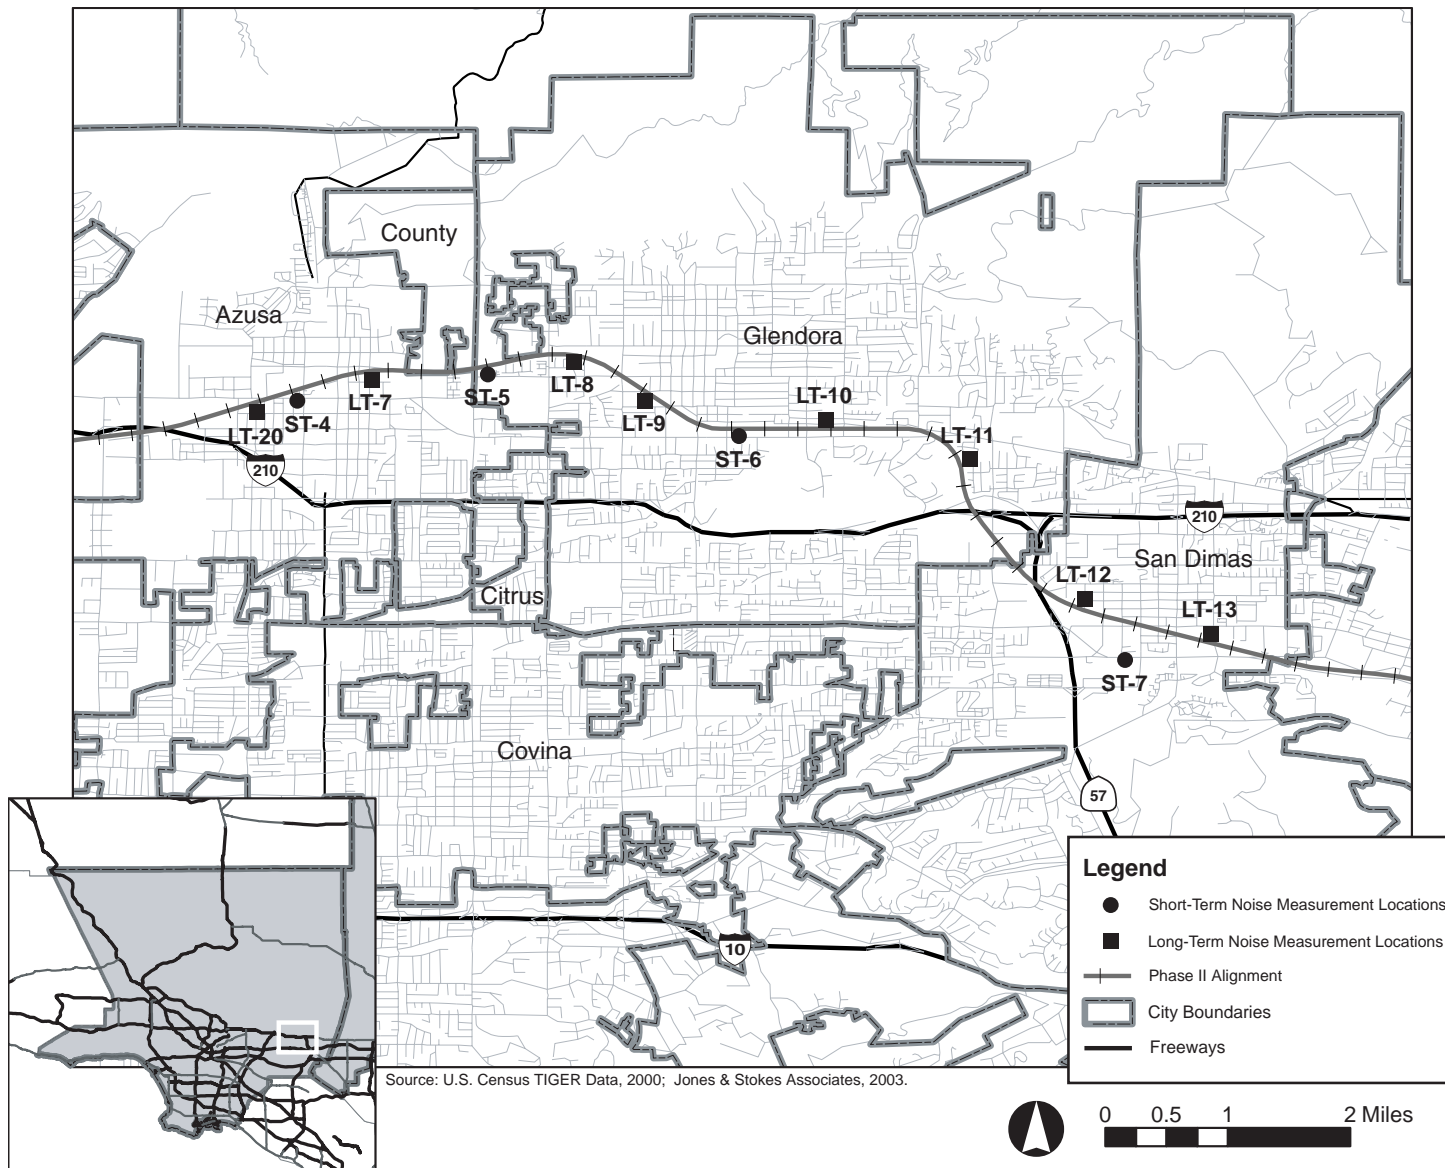 County
Azusa
Glendora
LT-8
ST-5
LT-7
LT-10
LT-9
ST-4
LT-20
LT-11
ST-6
210
210
San Dimas
LT-12
Citrus
LT-13
ST-7
Covina
57
10
Legend
Short-Term Noise Measurement Locations
Long-Term Noise Measurement Locations
Phase II Alignment
City Boundaries
Freeways
Source: U.S. Census TIGER Data, 2000; Jones & Stokes Associates, 2003.
0 0.5 1 2 Miles